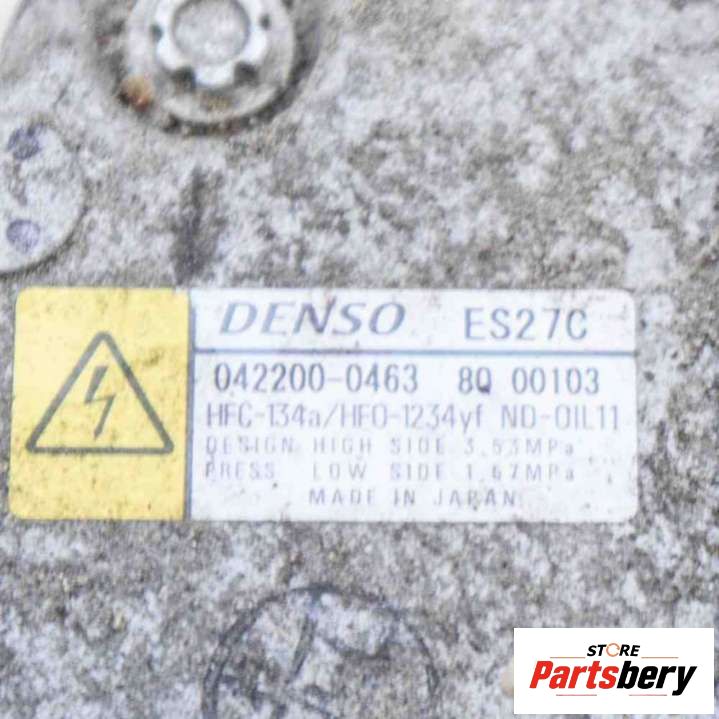 DENSO ES27C
042200-0463 8Q 00103
HFC-134a/HFO-1234yf ND-OIL11
DESIGN HIGH SIDE 3.53MPa
PRESS. LOW SIDE 1.67MPa
MADE IN JAPAN
STORE
Partsbery